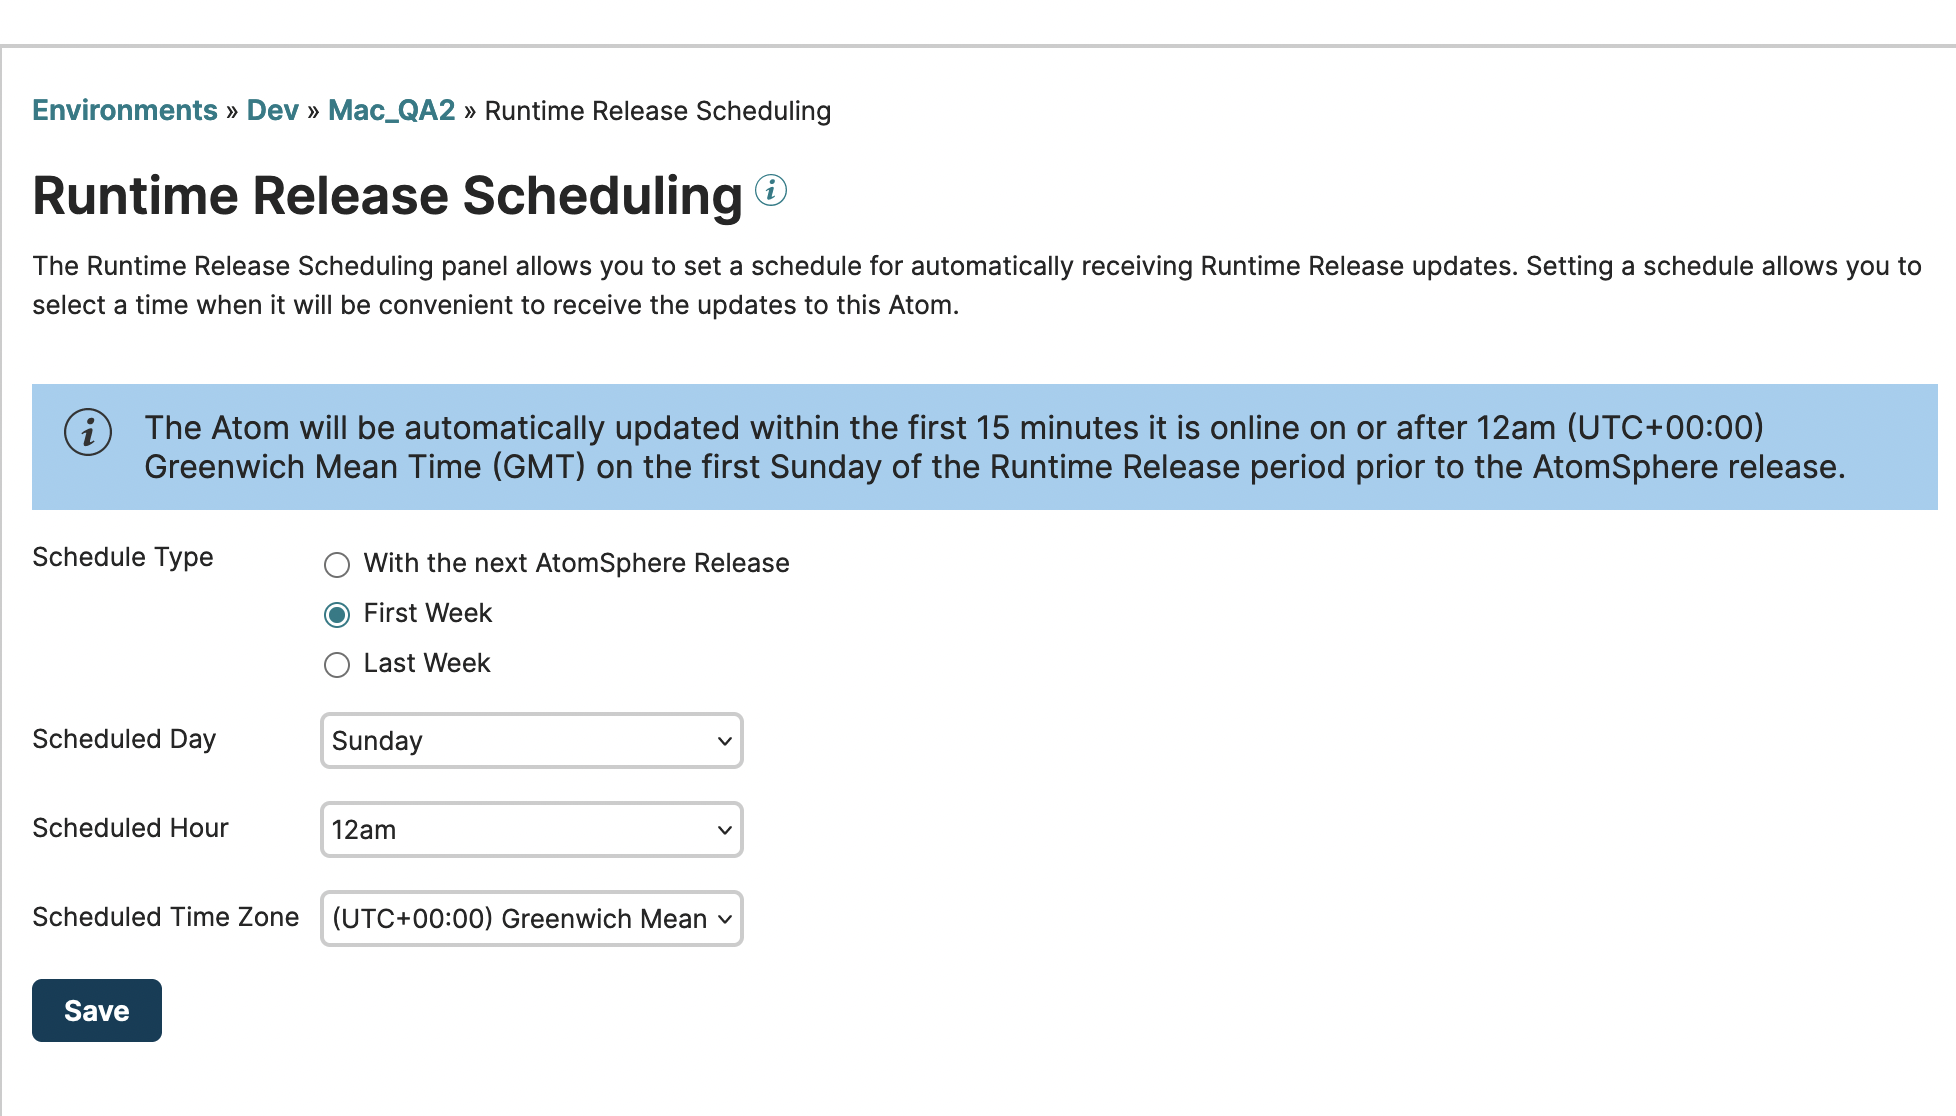 Environments » Dev » Mac_QA2 » Runtime Release Scheduling
Runtime Release Scheduling i
The Runtime Release Scheduling panel allows you to set a schedule for automatically receiving Runtime Release updates. Setting a schedule allows you to
select a time when it will be convenient to receive the updates to this Atom.
i The Atom will be automatically updated within the first 15 minutes it is online on or after 12am (UTC+00:00)
Greenwich Mean Time (GMT) on the first Sunday of the Runtime Release period prior to the AtomSphere release.
Schedule Type
With the next AtomSphere Release
First Week
Last Week
Scheduled Day Sunday
Scheduled Hour 12am
Scheduled Time Zone (UTC+00:00) Greenwich Mean
Save